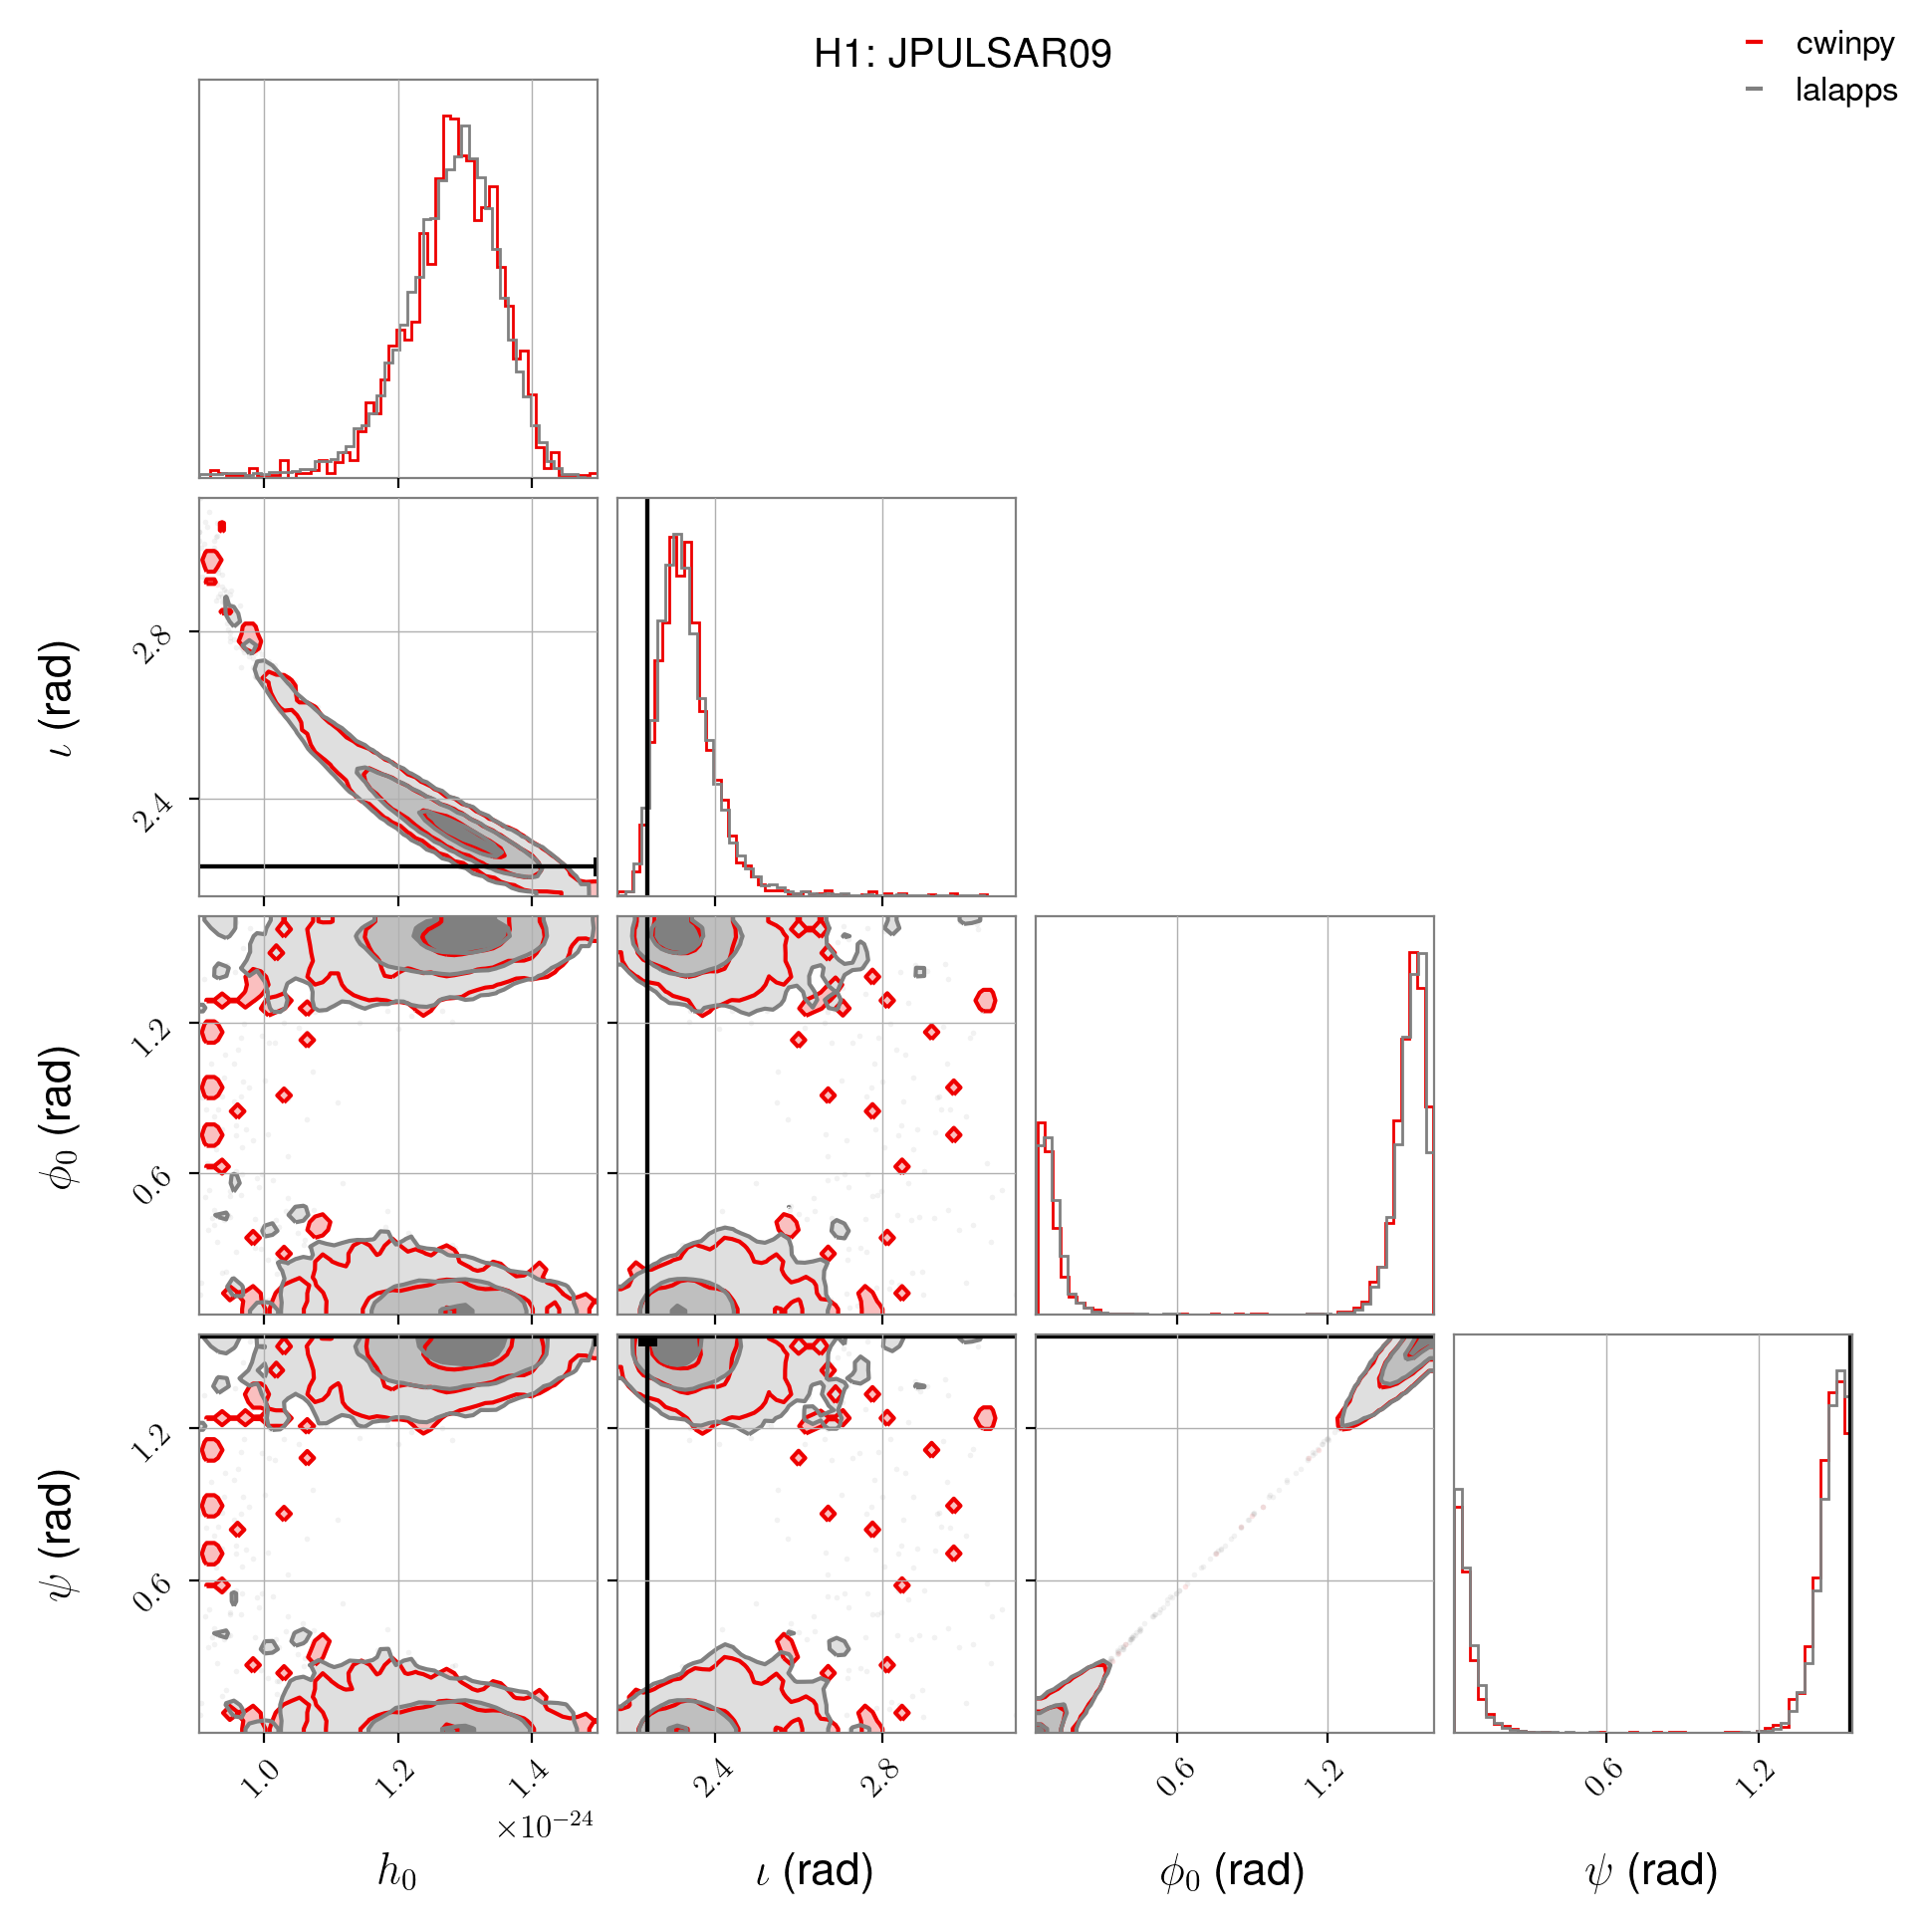 H1: JPULSAR09
cwinpy
lalapps
ι (rad)
2.8
2.4
ϕ₀ (rad)
1.2
0.6
ψ (rad)
1.2
0.6
1.0 1.2 1.4 2.4 2.8 0.6 1.2 0.6 1.2
×10⁻²⁴
h₀ ι (rad) ϕ₀ (rad) ψ (rad)